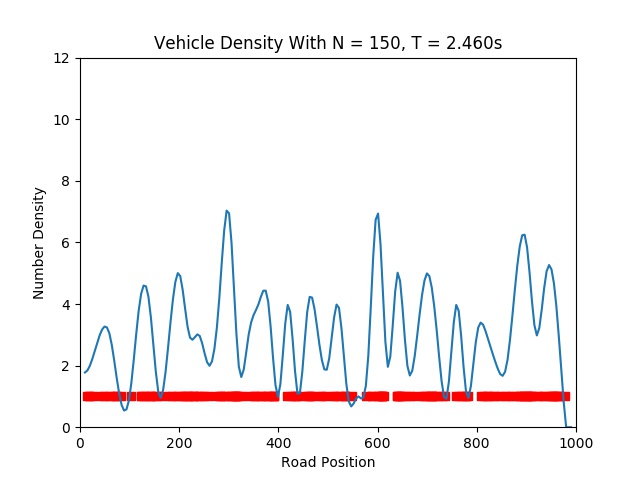 Vehicle Density With N = 150, T = 2.460s
12
10
8
6
4
2
0
Number Density
0 200 400 600 800 1000
Road Position